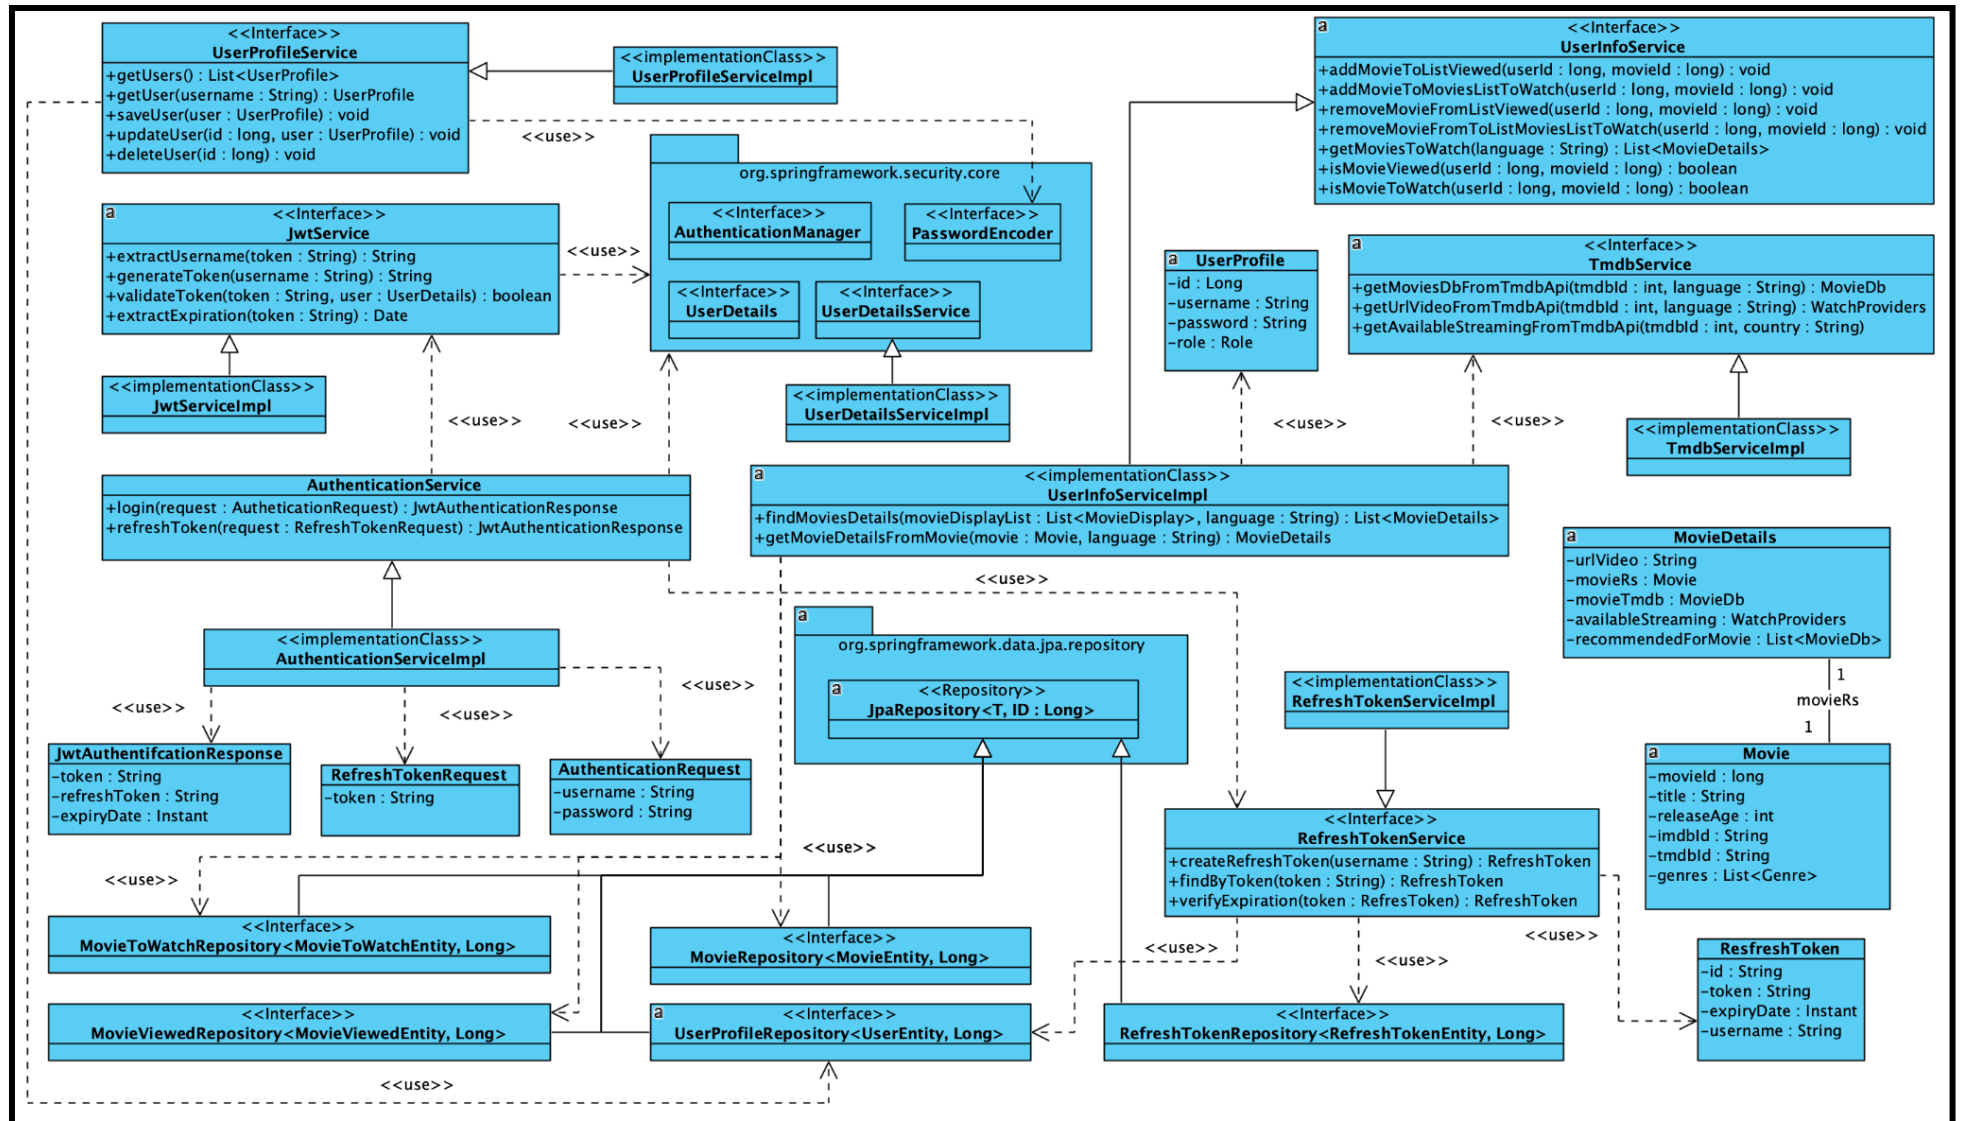 <<Interface>>
UserProfileService
+getUsers() : List<UserProfile>
+getUser(username : String) : UserProfile
+saveUser(user : UserProfile) : void
+updateUser(id : long, user : UserProfile) : void
+deleteUser(id : long) : void
<<implementationClass>>
UserProfileServiceImpl
<<use>>
a
<<Interface>>
UserInfoService
+addMovieToListViewed(userId : long, movieId : long) : void
+addMovieToMoviesListToWatch(userId : long, movieId : long) : void
+removeMovieFromListViewed(userId : long, movieId : long) : void
+removeMovieFromToListMoviesListToWatch(userId : long, movieId : long) : void
+getMoviesToWatch(language : String) : List<MovieDetails>
+isMovieViewed(userId : long, movieId : long) : boolean
+isMovieToWatch(userId : long, movieId : long) : boolean
org.springframework.security.core
<<Interface>>
AuthenticationManager
<<Interface>>
PasswordEncoder
<<Interface>>
UserDetails
<<Interface>>
UserDetailsService
a
<<Interface>>
JwtService
+extractUsername(token : String) : String
+generateToken(username : String) : String
+validateToken(token : String, user : UserDetails) : boolean
+extractExpiration(token : String) : Date
<<use>>
a
UserProfile
-id : Long
-username : String
-password : String
-role : Role
a
<<Interface>>
TmdbService
+getMoviesDbFromTmdbApi(tmdbId : int, language : String) : MovieDb
+getUrlVideoFromTmdbApi(tmdbId : int, language : String) : WatchProviders
+getAvailableStreamingFromTmdbApi(tmdbId : int, country : String)
<<implementationClass>>
JwtServiceImpl
<<use>>
<<use>>
<<implementationClass>>
UserDetailsServiceImpl
<<use>>
<<use>>
<<implementationClass>>
TmdbServiceImpl
AuthenticationService
+login(request : AutheticationRequest) : JwtAuthenticationResponse
+refreshToken(request : RefreshTokenRequest) : JwtAuthenticationResponse
a
<<implementationClass>>
UserInfoServiceImpl
+findMoviesDetails(movieDisplayList : List<MovieDisplay>, language : String) : List<MovieDetails>
+getMovieDetailsFromMovie(movie : Movie, language : String) : MovieDetails
a
MovieDetails
-urlVideo : String
-movieRs : Movie
-movieTmdb : MovieDb
-availableStreaming : WatchProviders
-recommendedForMovie : List<MovieDb>
<<use>>
<<implementationClass>>
AuthenticationServiceImpl
a
org.springframework.data.jpa.repository
a
<<Repository>>
JpaRepository<T, ID : Long>
<<implementationClass>>
RefreshTokenServiceImpl
1
movieRs
1
<<use>>
<<use>>
<<use>>
JwtAuthentifcationResponse
-token : String
-refreshToken : String
-expiryDate : Instant
RefreshTokenRequest
-token : String
AuthenticationRequest
-username : String
-password : String
a
Movie
-movieId : long
-title : String
-releaseAge : int
-imdbId : String
-tmdbId : String
-genres : List<Genre>
<<Interface>>
RefreshTokenService
+createRefreshToken(username : String) : RefreshToken
+findByToken(token : String) : RefreshToken
+verifyExpiration(token : RefresToken) : RefreshToken
<<use>>
<<use>>
<<Interface>>
MovieToWatchRepository<MovieToWatchEntity, Long>
<<Interface>>
MovieRepository<MovieEntity, Long>
<<use>>
<<use>>
<<use>>
ResfreshToken
-id : String
-token : String
-expiryDate : Instant
-username : String
<<Interface>>
MovieViewedRepository<MovieViewedEntity, Long>
a
<<Interface>>
UserProfileRepository<UserEntity, Long>
<<Interface>>
RefreshTokenRepository<RefreshTokenEntity, Long>
<<use>>